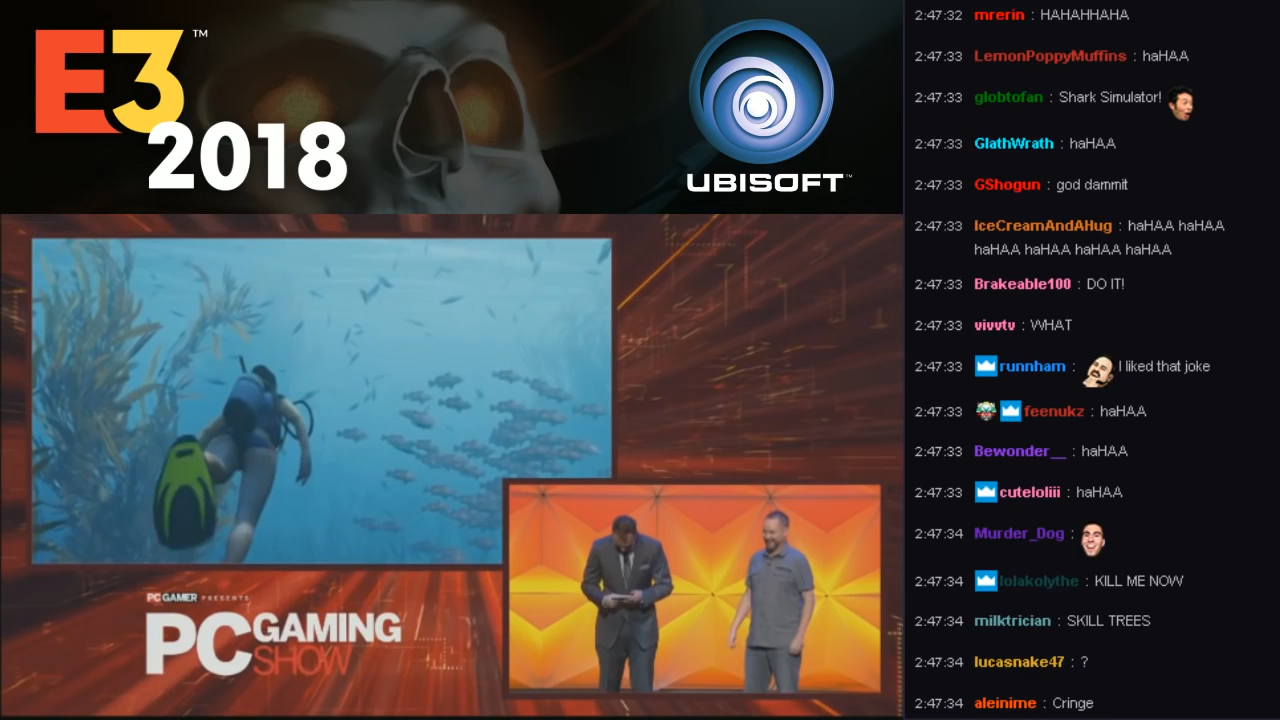 E3™
2018
UBISOFT™
PC GAMER PRESENTS
PC GAMING
SHOW
2:47:32 mrerin : HAHAHHAHA
2:47:33 LemonPoppyMuffins : haHAA
2:47:33 globtofan : Shark Simulator!
2:47:33 GlathWrath : haHAA
2:47:33 GShogun : god dammit
2:47:33 IceCreamAndAHug : haHAA haHAA
haHAA haHAA haHAA haHAA
2:47:33 Brakeable100 : DO IT!
2:47:33 vivvtv : WHAT
2:47:33 runnham : I liked that joke
2:47:33 feenukz : haHAA
2:47:33 Bewonder__ : haHAA
2:47:33 cuteloliii : haHAA
2:47:34 Murder_Dog :
2:47:34 lolakolythe : KILL ME NOW
2:47:34 milktrician : SKILL TREES
2:47:34 lucasnake47 : ?
2:47:34 aleinime : Cringe